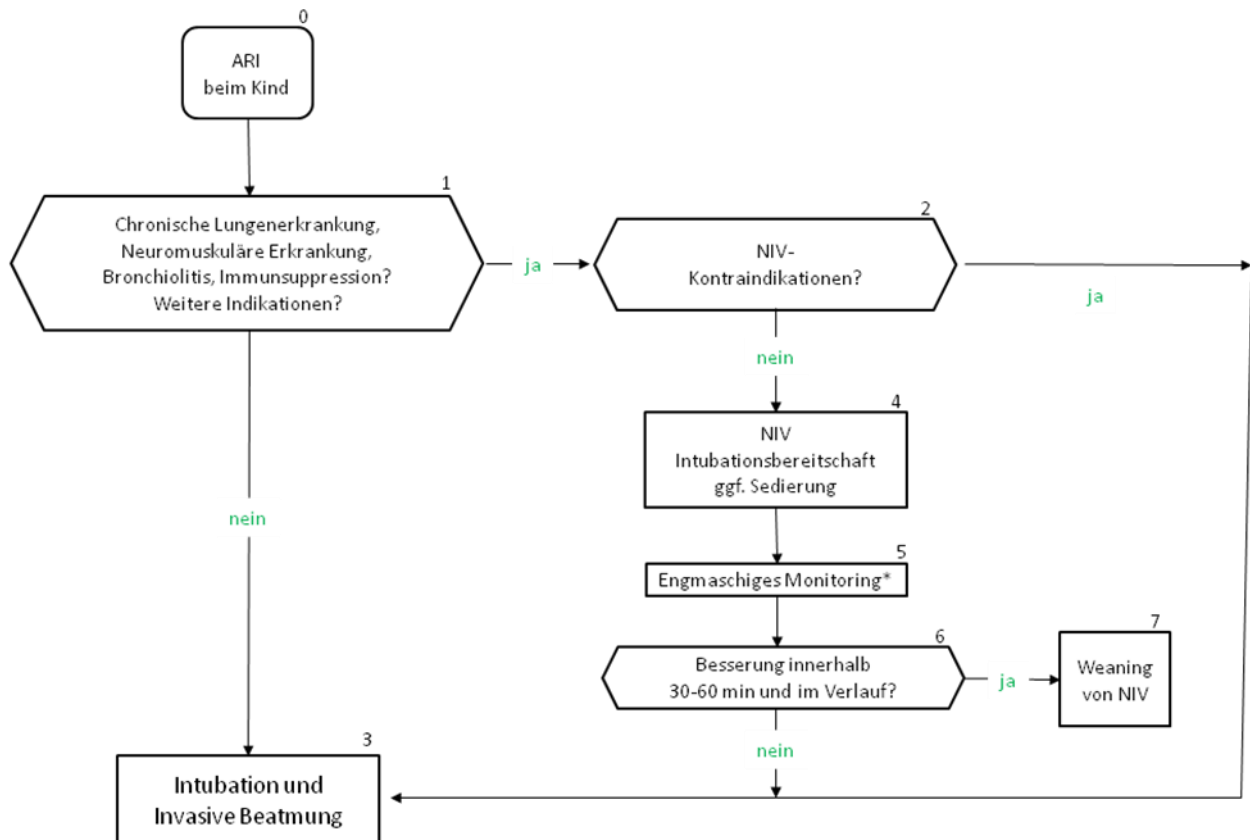 0
ARI
beim Kind
1
Chronische Lungenerkrankung,
Neuromuskuläre Erkrankung,
Bronchiolitis, Immunsuppression?
Weitere Indikationen?
ja
2
NIV-
Kontraindikationen?
ja
nein
4
NIV
Intubationsbereitschaft
ggf. Sedierung
nein
5
Engmaschiges Monitoring*
6
Besserung innerhalb
30-60 min und im Verlauf?
ja
7
Weaning
von NIV
nein
3
Intubation und
Invasive Beatmung